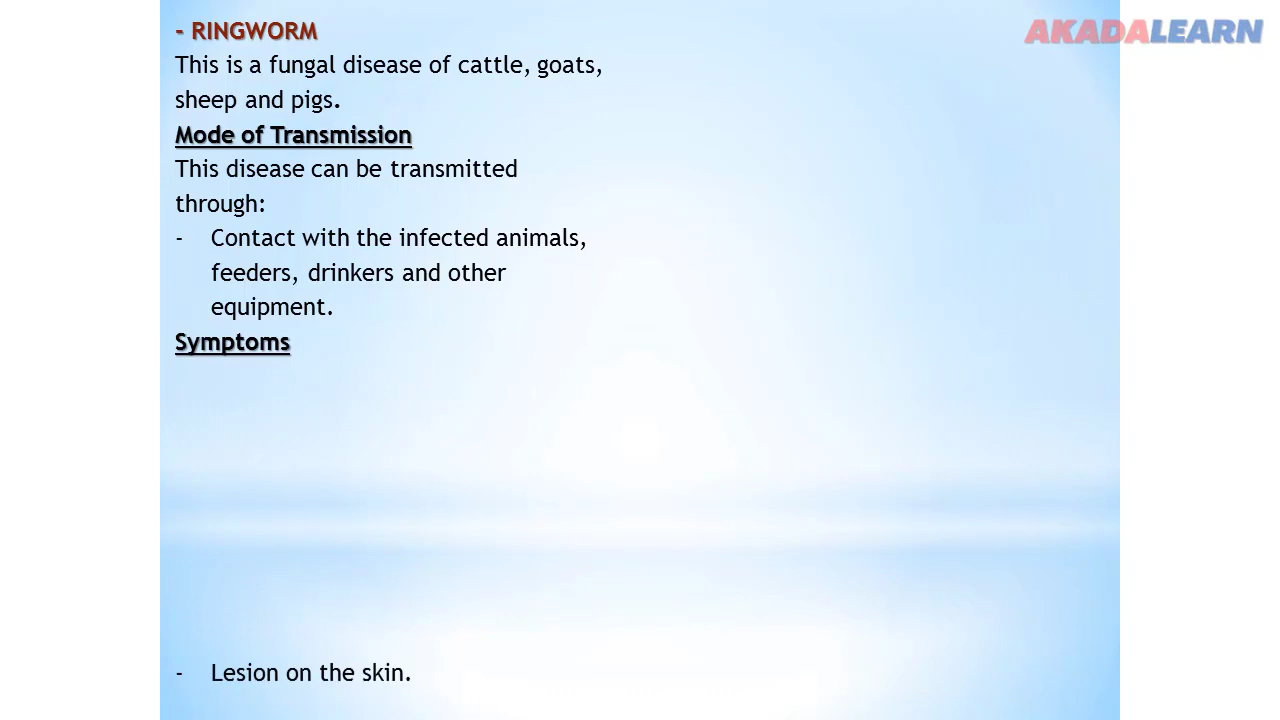 - RINGWORM
AKADALEARN
This is a fungal disease of cattle, goats,
sheep and pigs.
Mode of Transmission
This disease can be transmitted
through:
- Contact with the infected animals,
feeders, drinkers and other
equipment.
Symptoms
- Lesion on the skin.